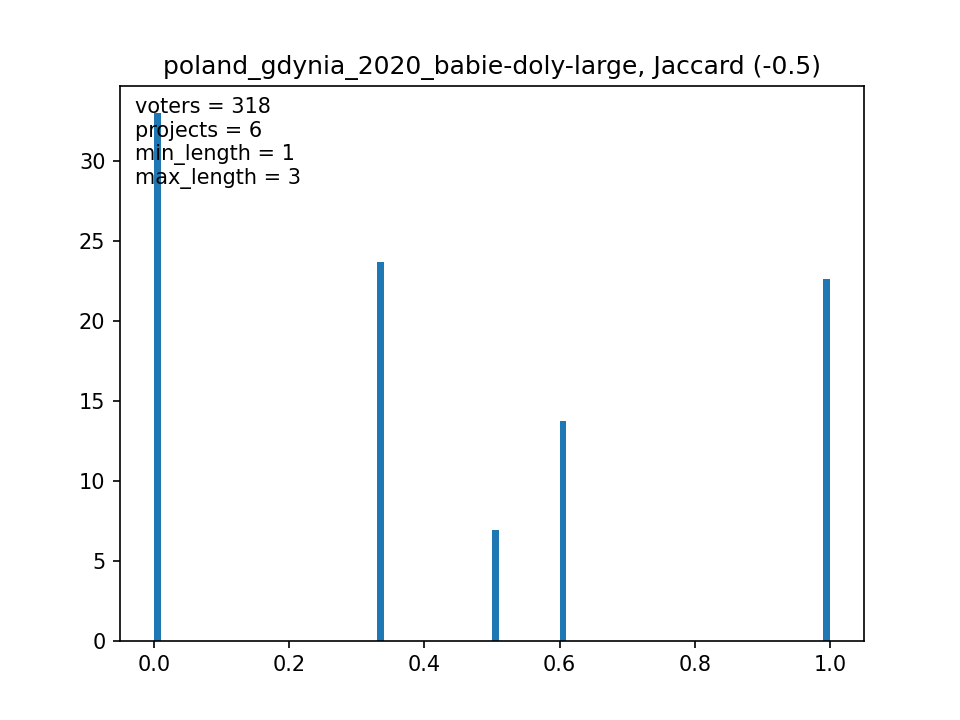 poland_gdynia_2020_babie-doly-large, Jaccard (-0.5)
voters = 318
projects = 6
min_length = 1
max_length = 3
30
25
20
15
10
5
0
0.0 0.2 0.4 0.6 0.8 1.0